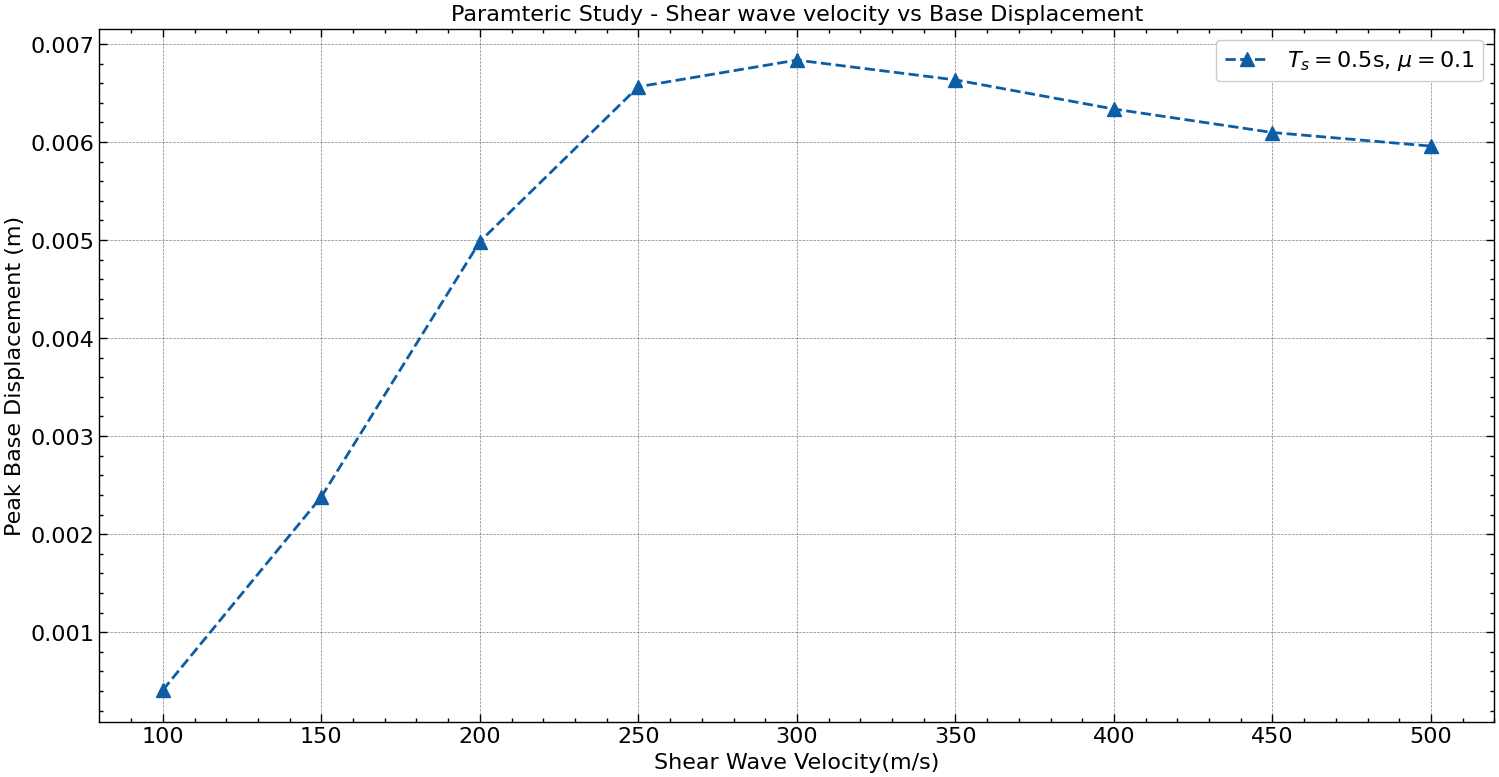 Paramteric Study - Shear wave velocity vs Base Displacement
T_s = 0.5s, μ = 0.1
Peak Base Displacement (m)
0.007
0.006
0.005
0.004
0.003
0.002
0.001
100 150 200 250 300 350 400 450 500
Shear Wave Velocity(m/s)